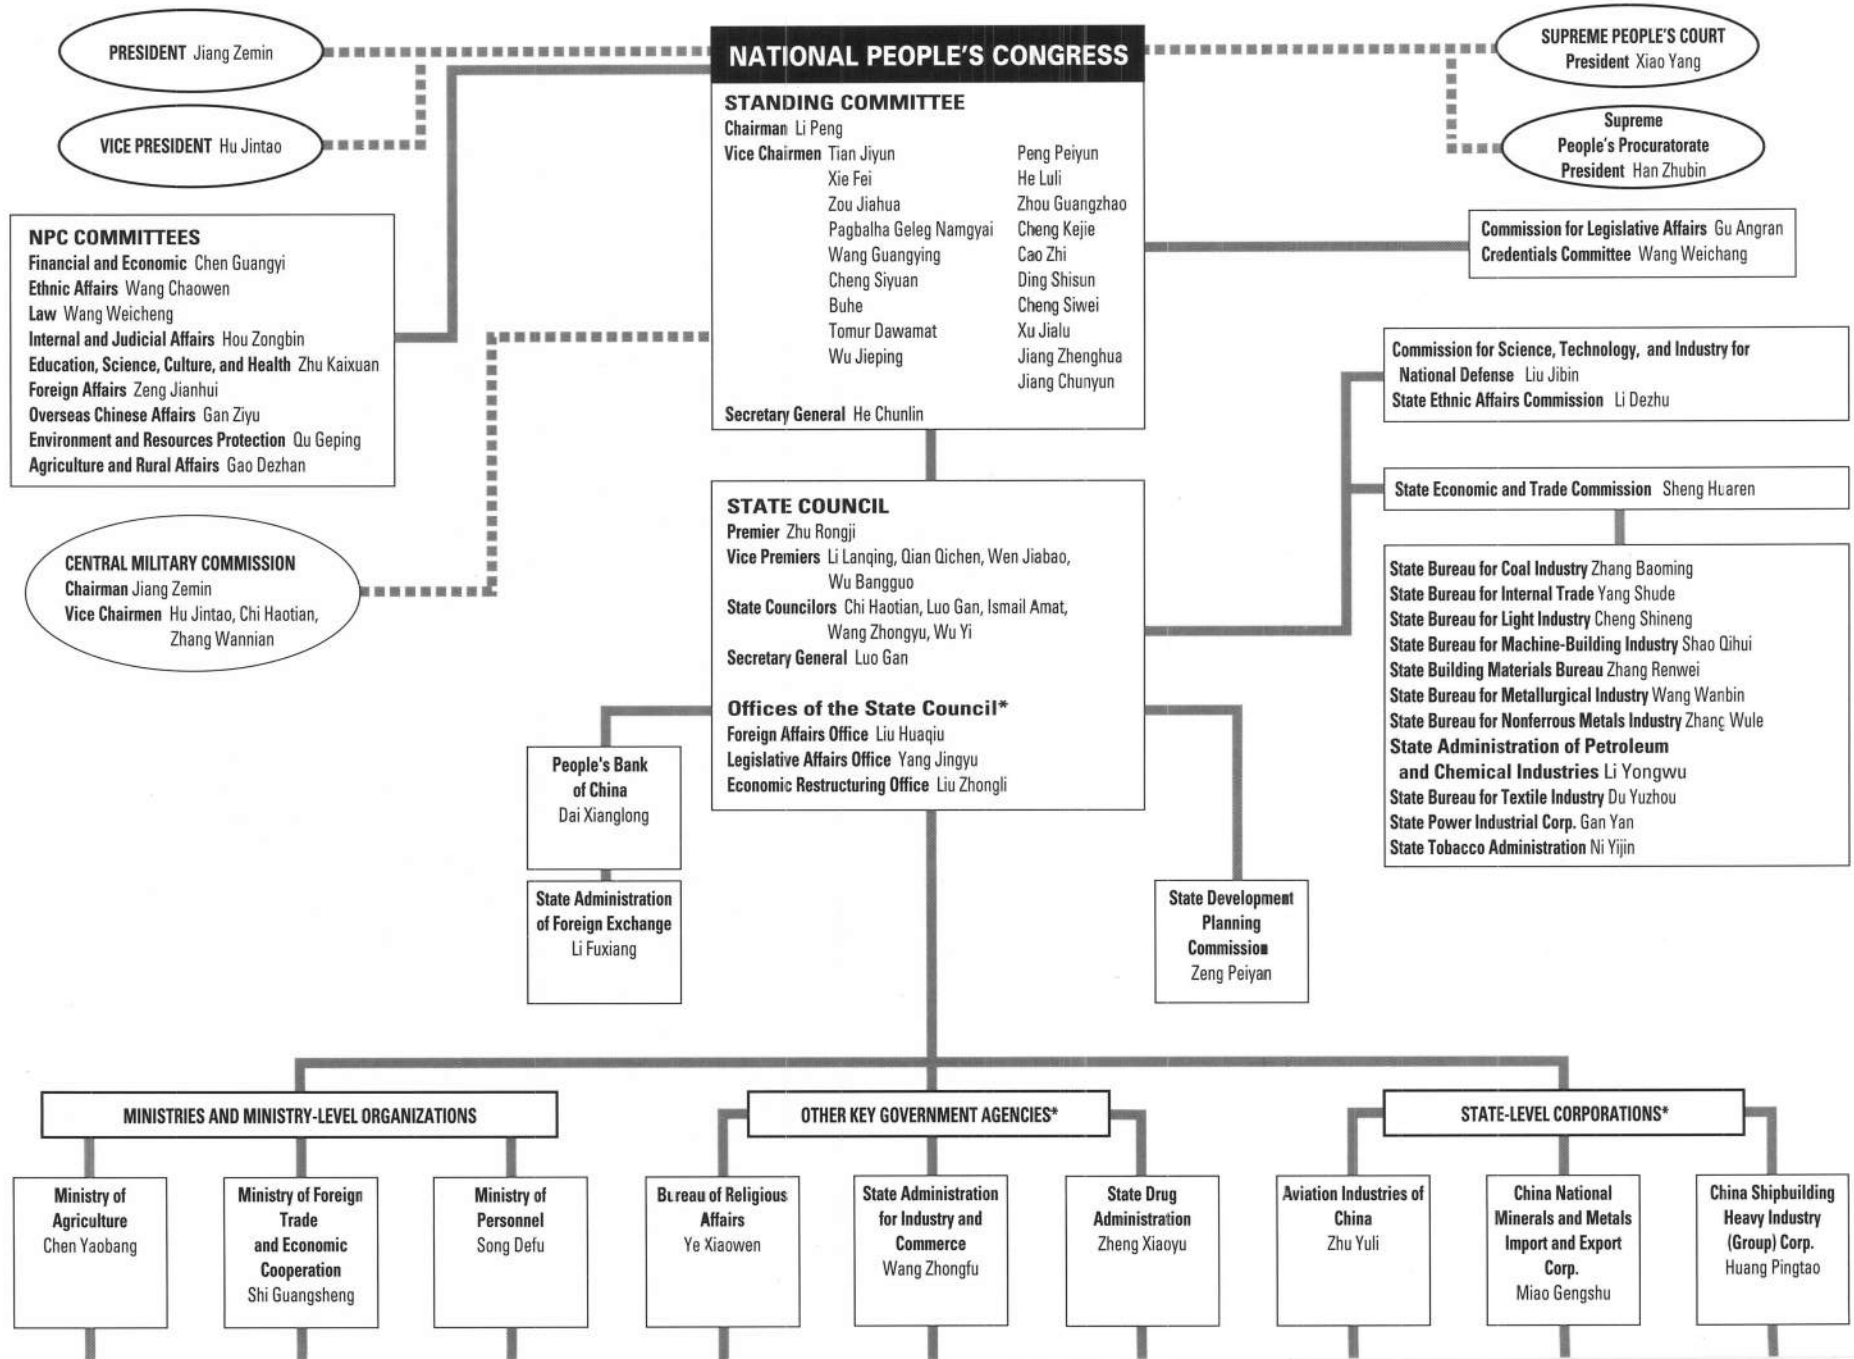 PRESIDENT Jiang Zemin
VICE PRESIDENT Hu Jintao
NATIONAL PEOPLE'S CONGRESS
STANDING COMMITTEE
Chairman Li Peng
Vice Chairmen Tian Jiyun
Xie Fei
Zou Jiahua
Pagbalha Geleg Namgyai
Wang Guangying
Cheng Siyuan
Buhe
Tomur Dawamat
Wu Jieping
Peng Peiyun
He Luli
Zhou Guangzhao
Cheng Kejie
Cao Zhi
Ding Shisun
Cheng Siwei
Xu Jialu
Jiang Zhenghua
Jiang Chunyun
Secretary General He Chunlin
SUPREME PEOPLE'S COURT
President Xiao Yang
Supreme
People's Procuratorate
President Han Zhubin
NPC COMMITTEES
Financial and Economic Chen Guangyi
Ethnic Affairs Wang Chaowen
Law Wang Weicheng
Internal and Judicial Affairs Hou Zongbin
Education, Science, Culture, and Health Zhu Kaixuan
Foreign Affairs Zeng Jianhui
Overseas Chinese Affairs Gan Ziyu
Environment and Resources Protection Qu Geping
Agriculture and Rural Affairs Gao Dezhan
Commission for Legislative Affairs Gu Angran
Credentials Committee Wang Weichang
Commission for Science, Technology, and Industry for
National Defense Liu Jibin
State Ethnic Affairs Commission Li Dezhu
State Economic and Trade Commission Sheng Huaren
CENTRAL MILITARY COMMISSION
Chairman Jiang Zemin
Vice Chairmen Hu Jintao, Chi Haotian,
Zhang Wannian
STATE COUNCIL
Premier Zhu Rongji
Vice Premiers Li Lanqing, Qian Qichen, Wen Jiabao,
Wu Bangguo
State Councilors Chi Haotian, Luo Gan, Ismail Amat,
Wang Zhongyu, Wu Yi
Secretary General Luo Gan
Offices of the State Council*
Foreign Affairs Office Liu Huaqiu
Legislative Affairs Office Yang Jingyu
Economic Restructuring Office Liu Zhongli
State Bureau for Coal Industry Zhang Baoming
State Bureau for Internal Trade Yang Shude
State Bureau for Light Industry Cheng Shineng
State Bureau for Machine-Building Industry Shao Qihui
State Building Materials Bureau Zhang Renwei
State Bureau for Metallurgical Industry Wang Wanbin
State Bureau for Nonferrous Metals Industry Zhang Wule
State Administration of Petroleum
and Chemical Industries Li Yongwu
State Bureau for Textile Industry Du Yuzhou
State Power Industrial Corp. Gan Yan
State Tobacco Administration Ni Yijin
People's Bank
of China
Dai Xianglong
State Administration
of Foreign Exchange
Li Fuxiang
State Development
Planning
Commission
Zeng Peiyan
MINISTRIES AND MINISTRY-LEVEL ORGANIZATIONS
OTHER KEY GOVERNMENT AGENCIES*
STATE-LEVEL CORPORATIONS*
Ministry of
Agriculture
Chen Yaobang
Ministry of Foreign
Trade
and Economic
Cooperation
Shi Guangsheng
Ministry of
Personnel
Song Defu
Bureau of Religious
Affairs
Ye Xiaowen
State Administration
for Industry and
Commerce
Wang Zhongfu
State Drug
Administration
Zheng Xiaoyu
Aviation Industries of
China
Zhu Yuli
China National
Minerals and Metals
Import and Export
Corp.
Miao Gengshu
China Shipbuilding
Heavy Industry
(Group) Corp.
Huang Pingtao